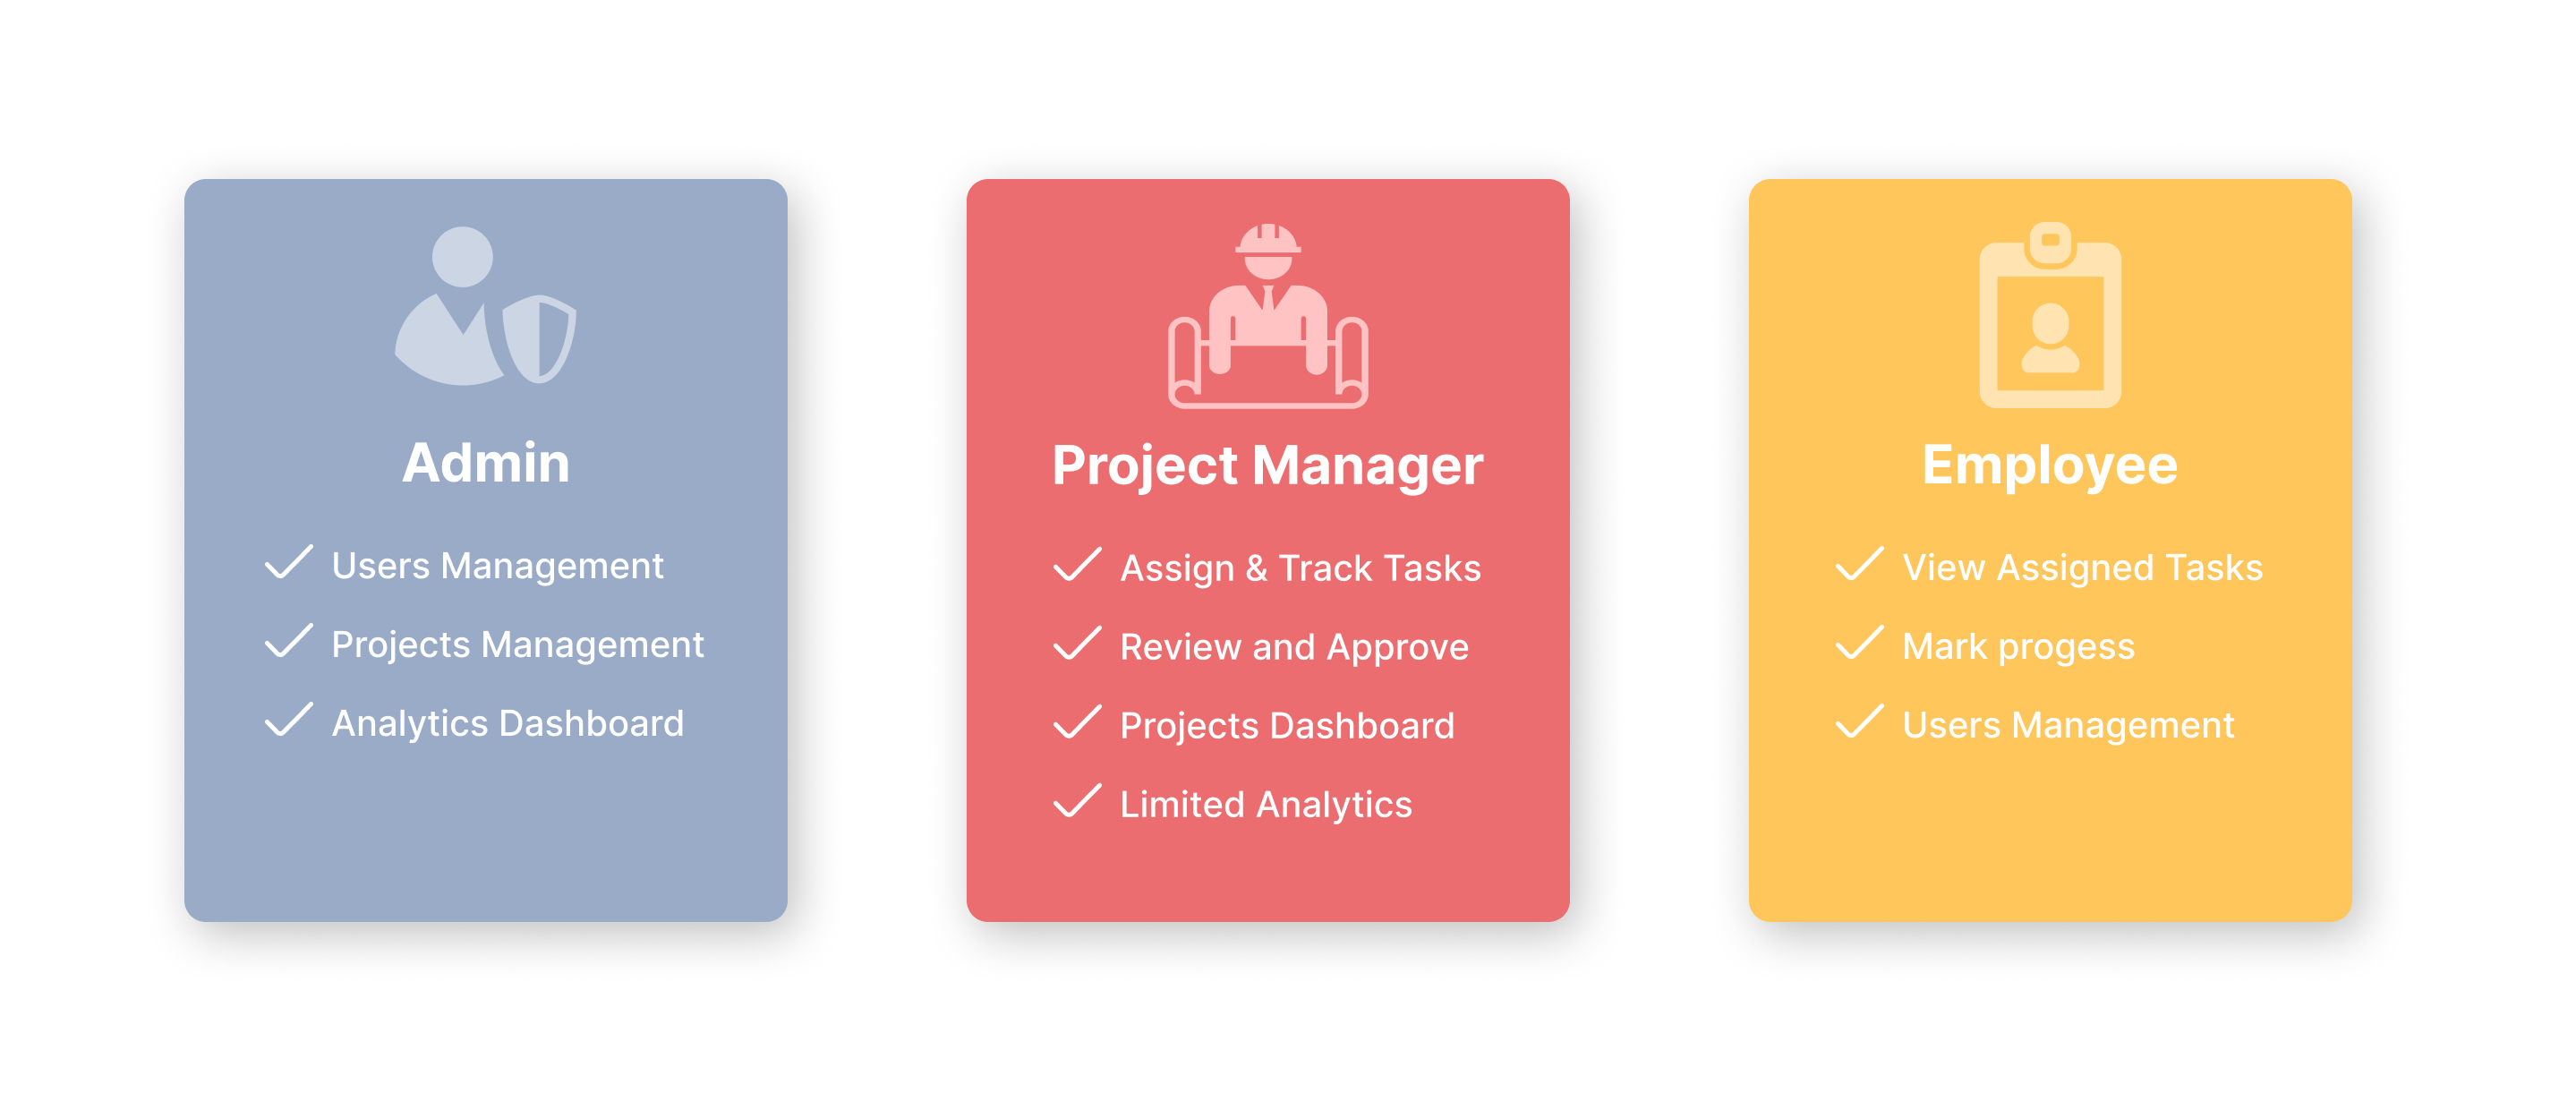 Admin
Users Management
Projects Management
Analytics Dashboard
Project Manager
Assign & Track Tasks
Review and Approve
Projects Dashboard
Limited Analytics
Employee
View Assigned Tasks
Mark progess
Users Management